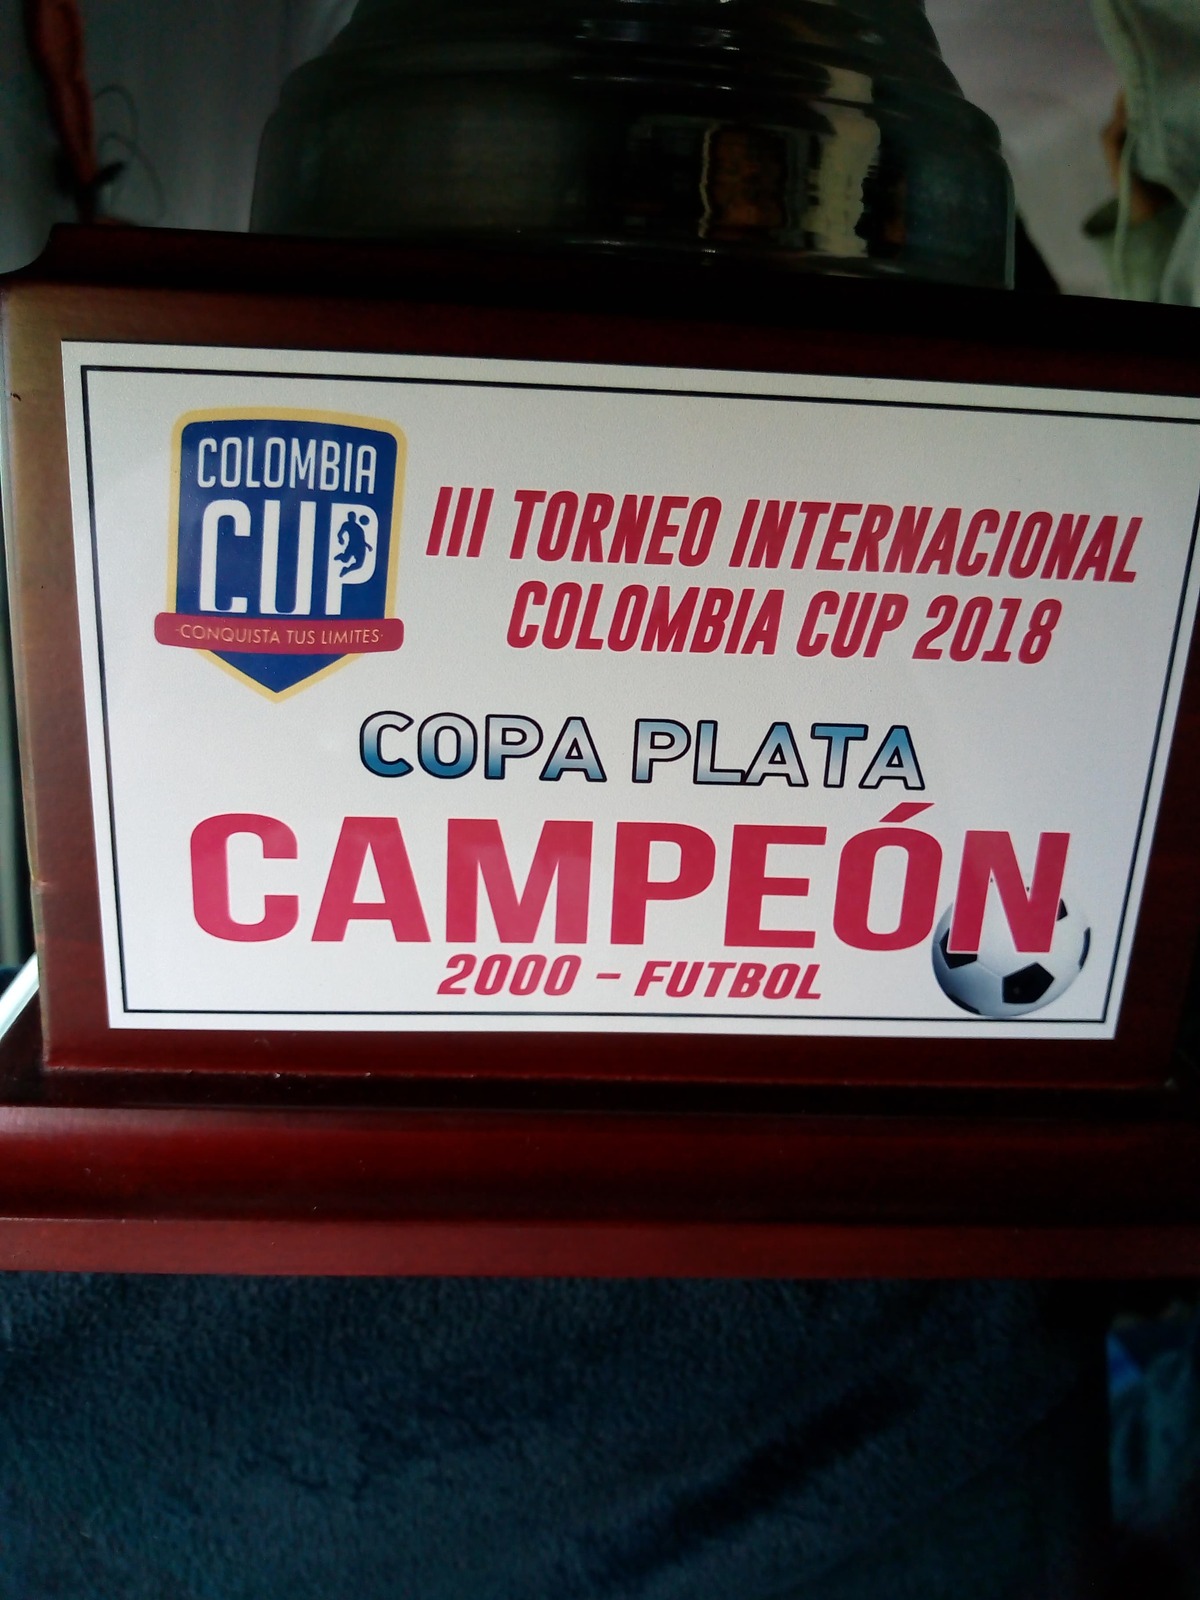 COLOMBIA
CUP
·CONQUISTA TUS LIMITES·
III TORNEO INTERNACIONAL
COLOMBIA CUP 2018
COPA PLATA
CAMPEÓN
2000 - FUTBOL